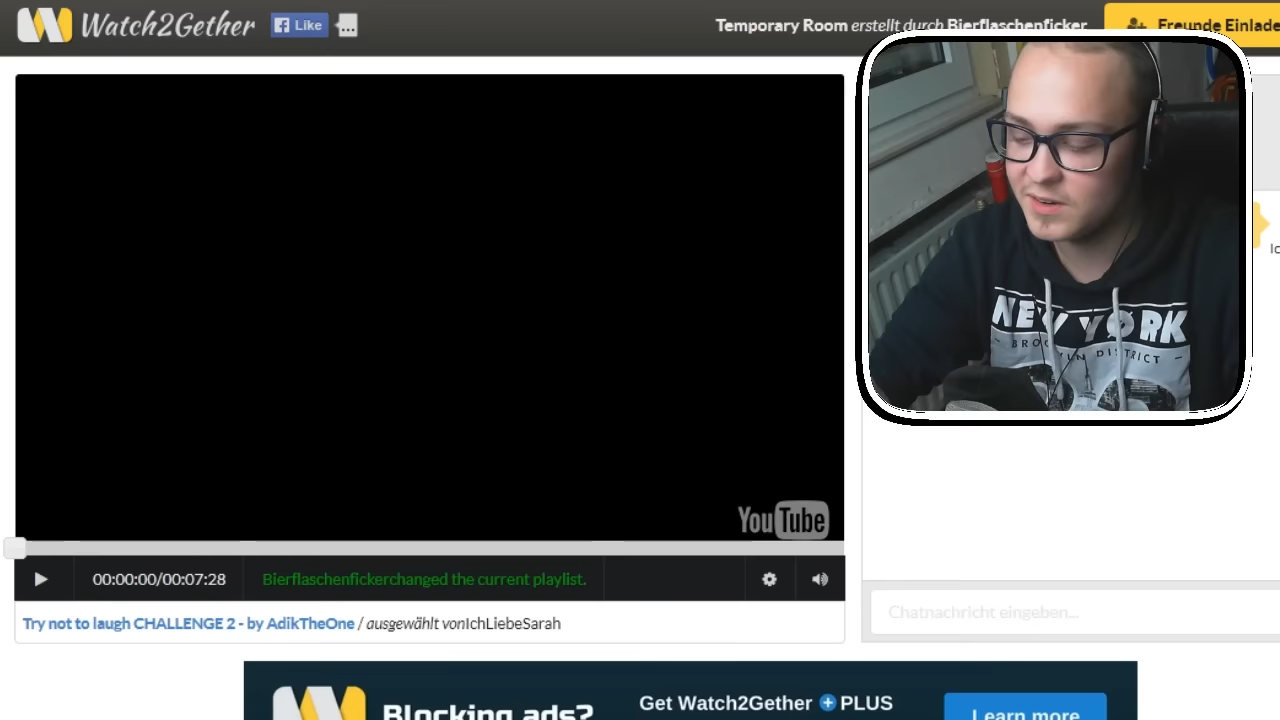 Watch2Gether
Like
...
Temporary Room erstellt durch Bierflaschenficker
Freunde Einlade
NEW YORK
YouTube
00:00:00/00:07:28
Bierflaschenfickerchanged the current playlist.
Try not to laugh CHALLENGE 2 - by AdikTheOne / ausgewählt vonIchLiebeSarah
Chatnachricht eingeben...
Blocking ads?
Get Watch2Gether PLUS
Learn more